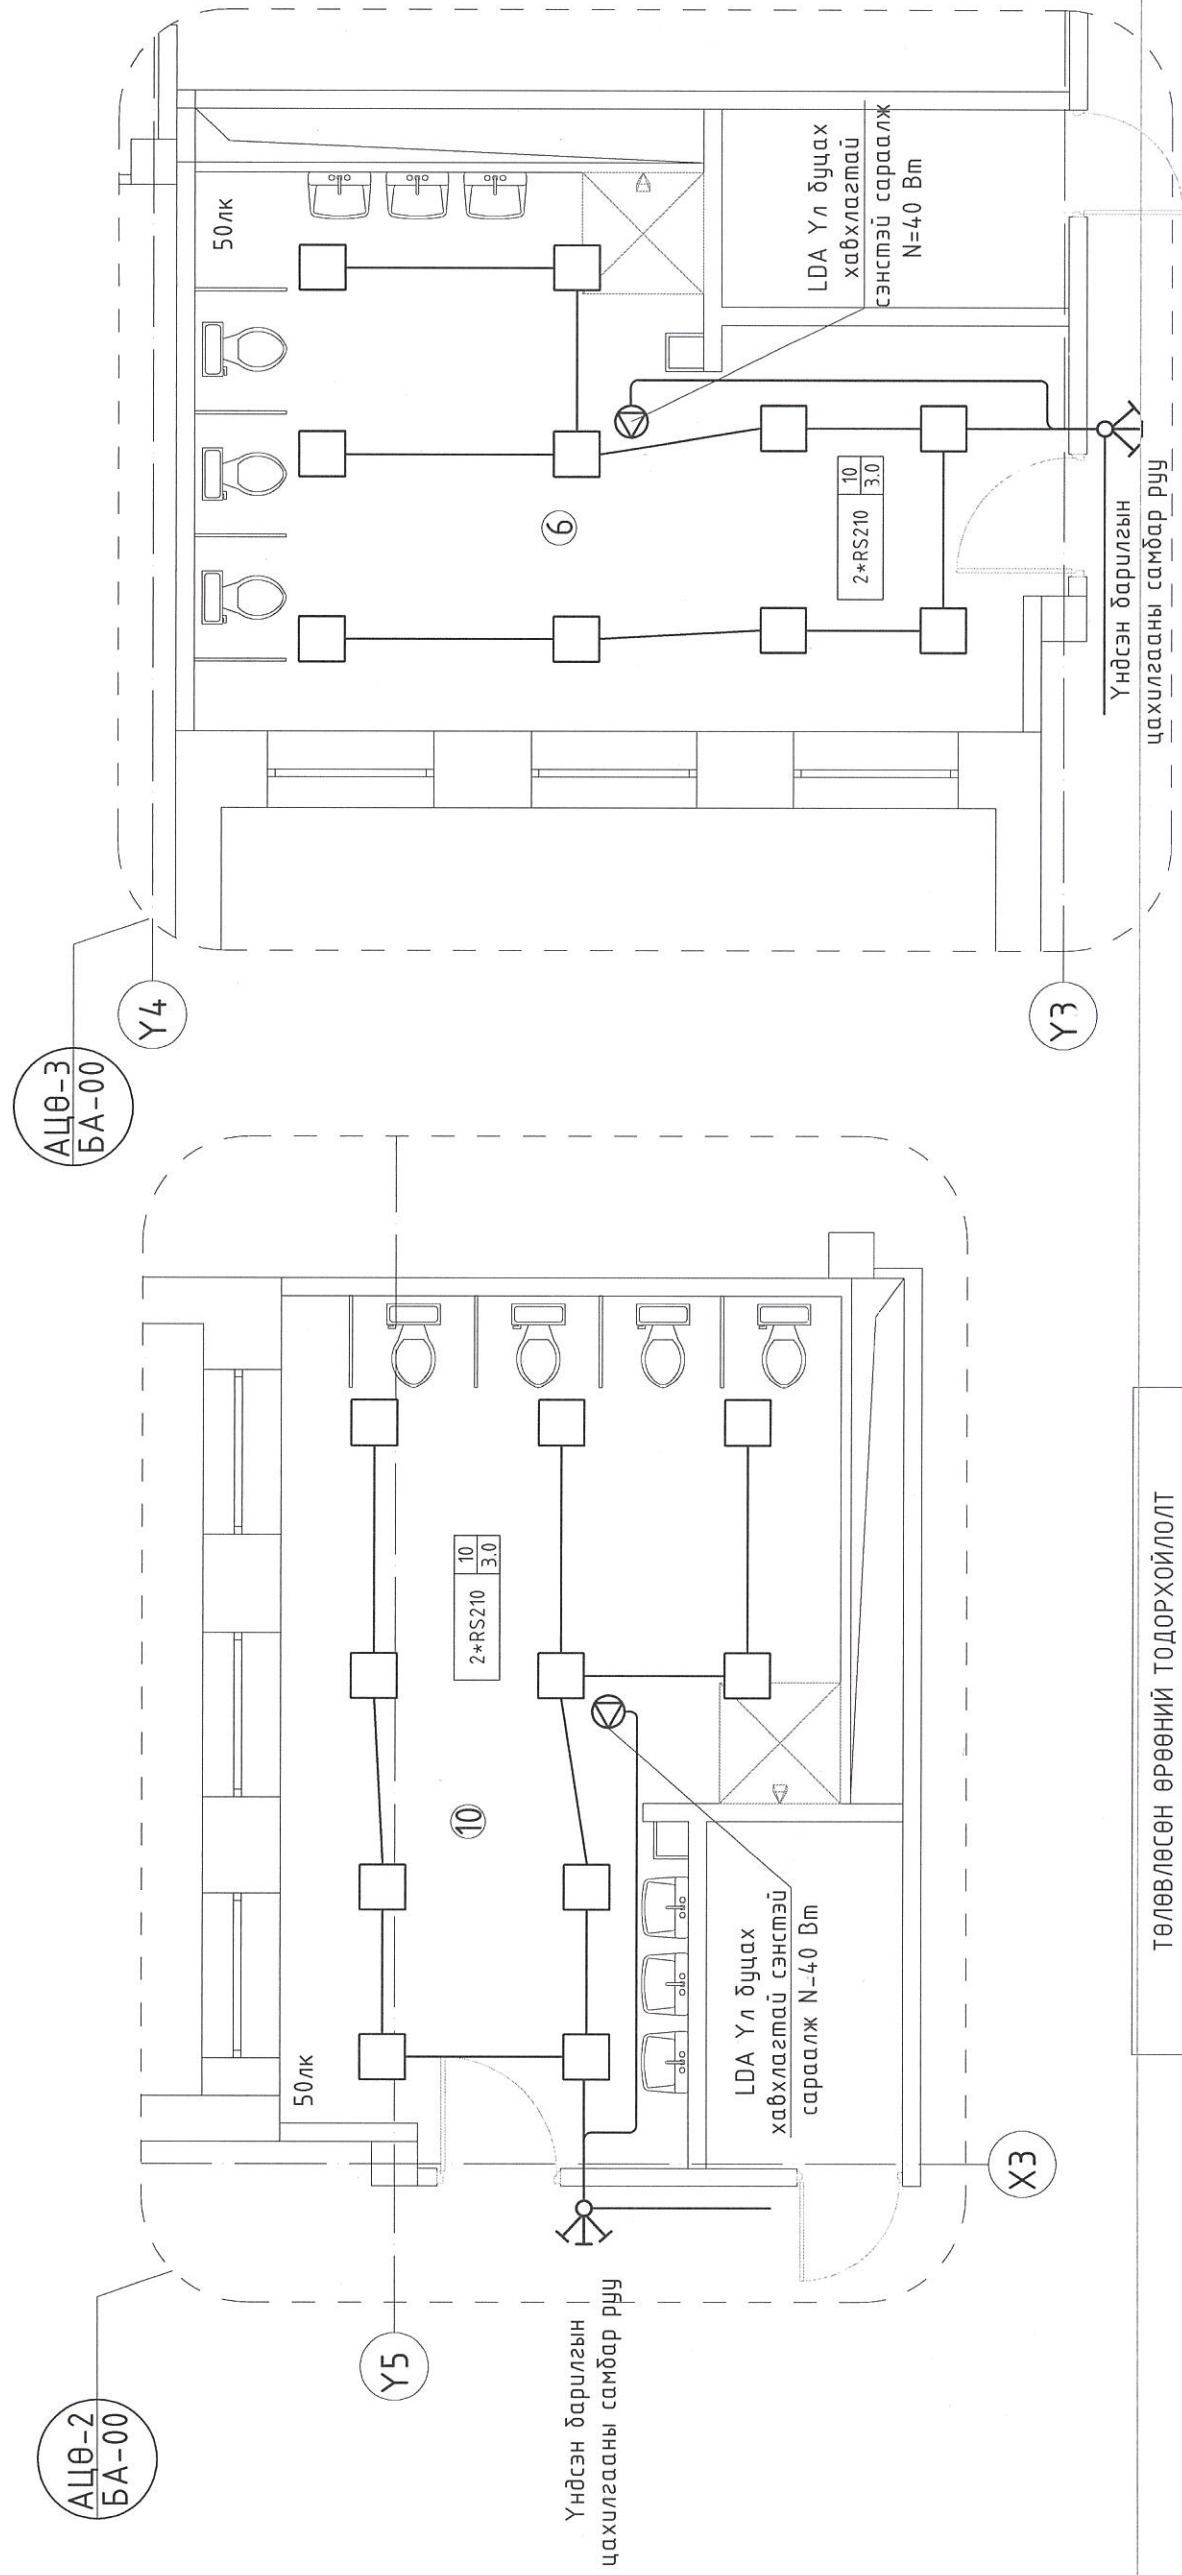 АЦӨ-2
БА-00
Y5
X3
50лк
10
2*RS210
10
3.0
LDA Үл буцах
хавхлагтай сэнстэй
сараалж N-40 Вт
Үндсэн барилгын
цахилгааны самбар руу
АЦӨ-3
БА-00
Y4
Y3
50лк
6
2*RS210
10
3.0
LDA Үл буцах
хавхлагтай
сэнстэй сараалж
N=40 Вт
Үндсэн барилгын
цахилгааны самбар руу
ТӨЛӨВЛӨСӨН ӨРӨӨНИЙ ТОДОРХОЙЛОЛТ